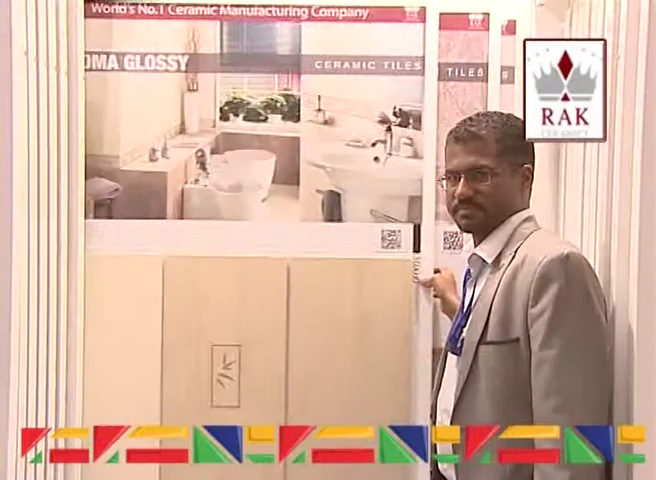 World's No.1 Ceramic Manufacturing Company
OMA GLOSSY
CERAMIC TILES
TILES
RAK
CERAMICS